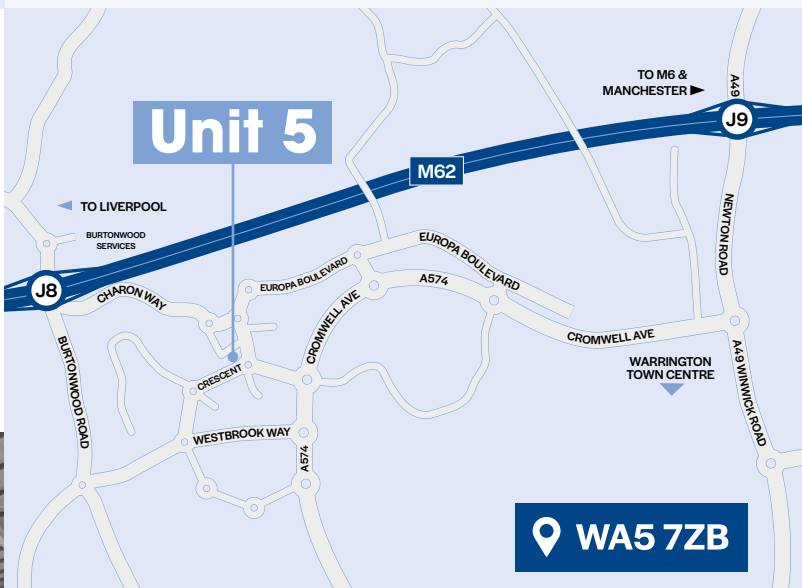 TO M6 &
MANCHESTER
A49
J9
Unit 5
M62
TO LIVERPOOL
BURTONWOOD
SERVICES
NEWTON ROAD
EUROPA BOULEVARD
EUROPA BOULEVARD
J8
CHARON WAY
A574
CROMWELL AVE
CROMWELL AVE
BURTONWOOD ROAD
WARRINGTON
TOWN CENTRE
A49 WINWICK ROAD
CRESCENT
WESTBROOK WAY
A574
WA5 7ZB